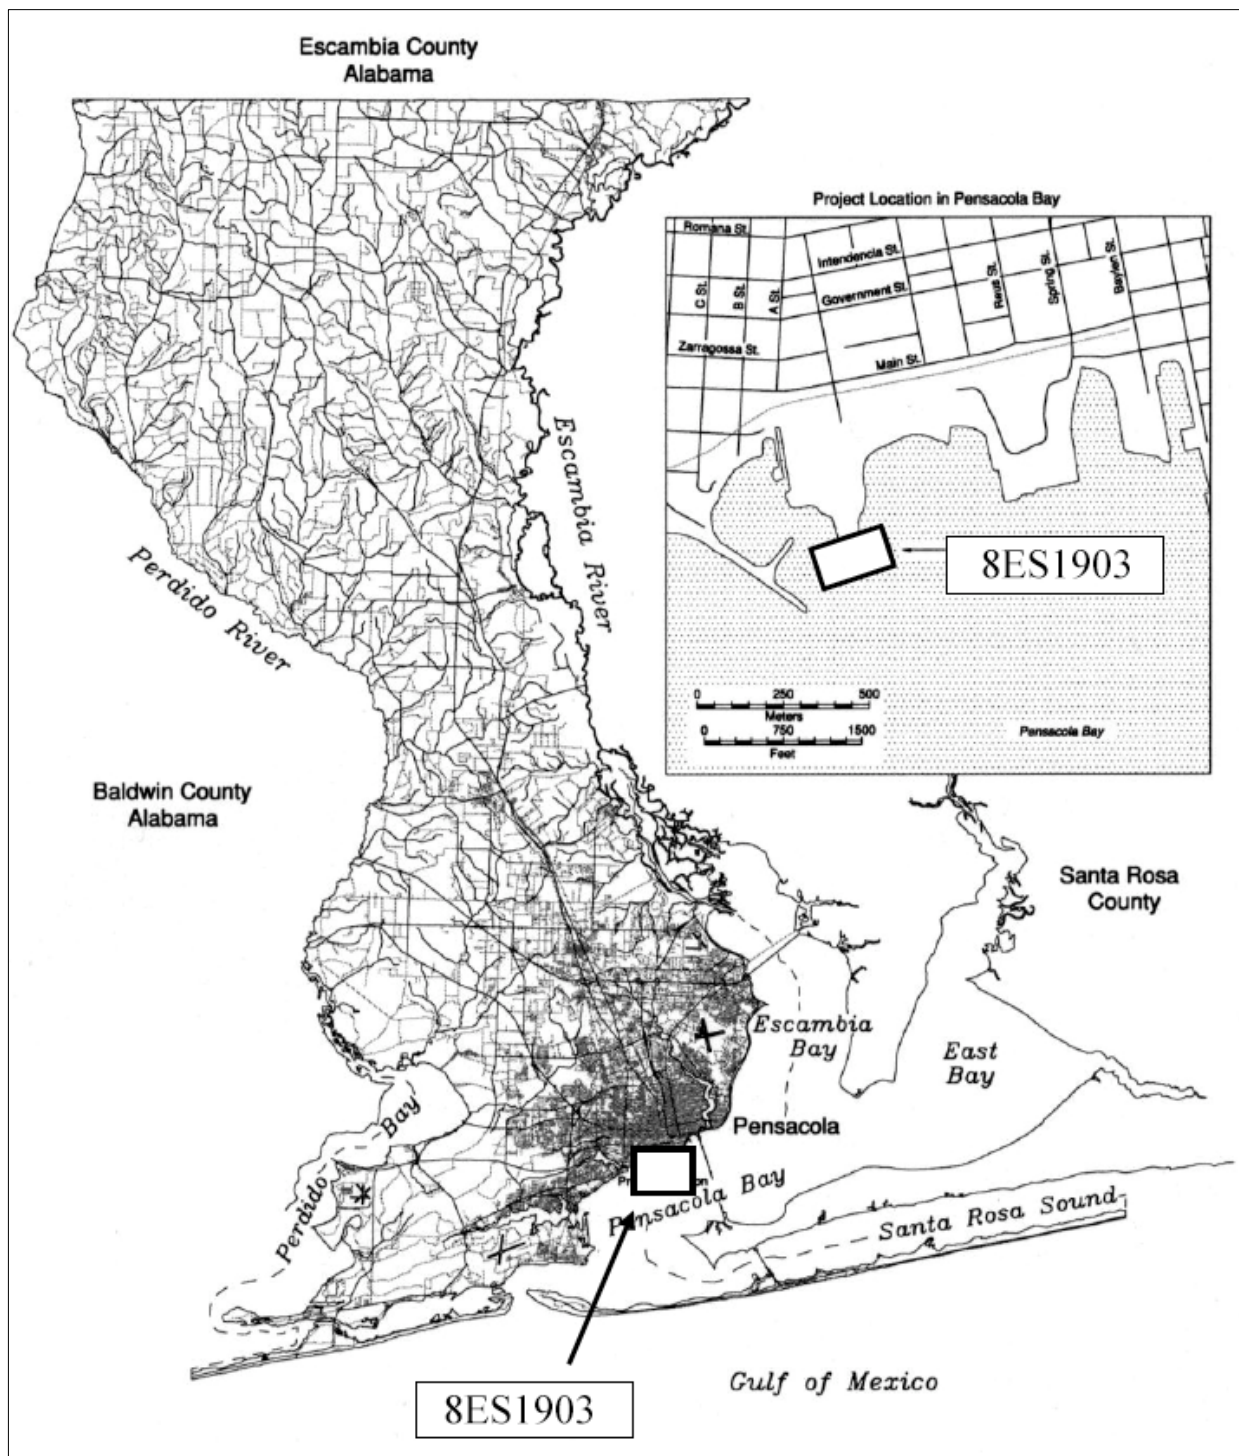 Escambia County
Alabama
Project Location in Pensacola Bay
Romana St.
Intendencia St.
Government St.
C St.
B St.
A St.
Reus St.
Spring St.
Baylen St.
Zarragossa St.
Main St.
8ES1903
0 250 500
Meters
0 750 1500
Feet
Pensacola Bay
Escambia River
Perdido River
Baldwin County
Alabama
Santa Rosa
County
Escambia
Bay
East
Bay
Pensacola
Perdido Bay
Pensacola Bay
Santa Rosa Sound
Gulf of Mexico
8ES1903